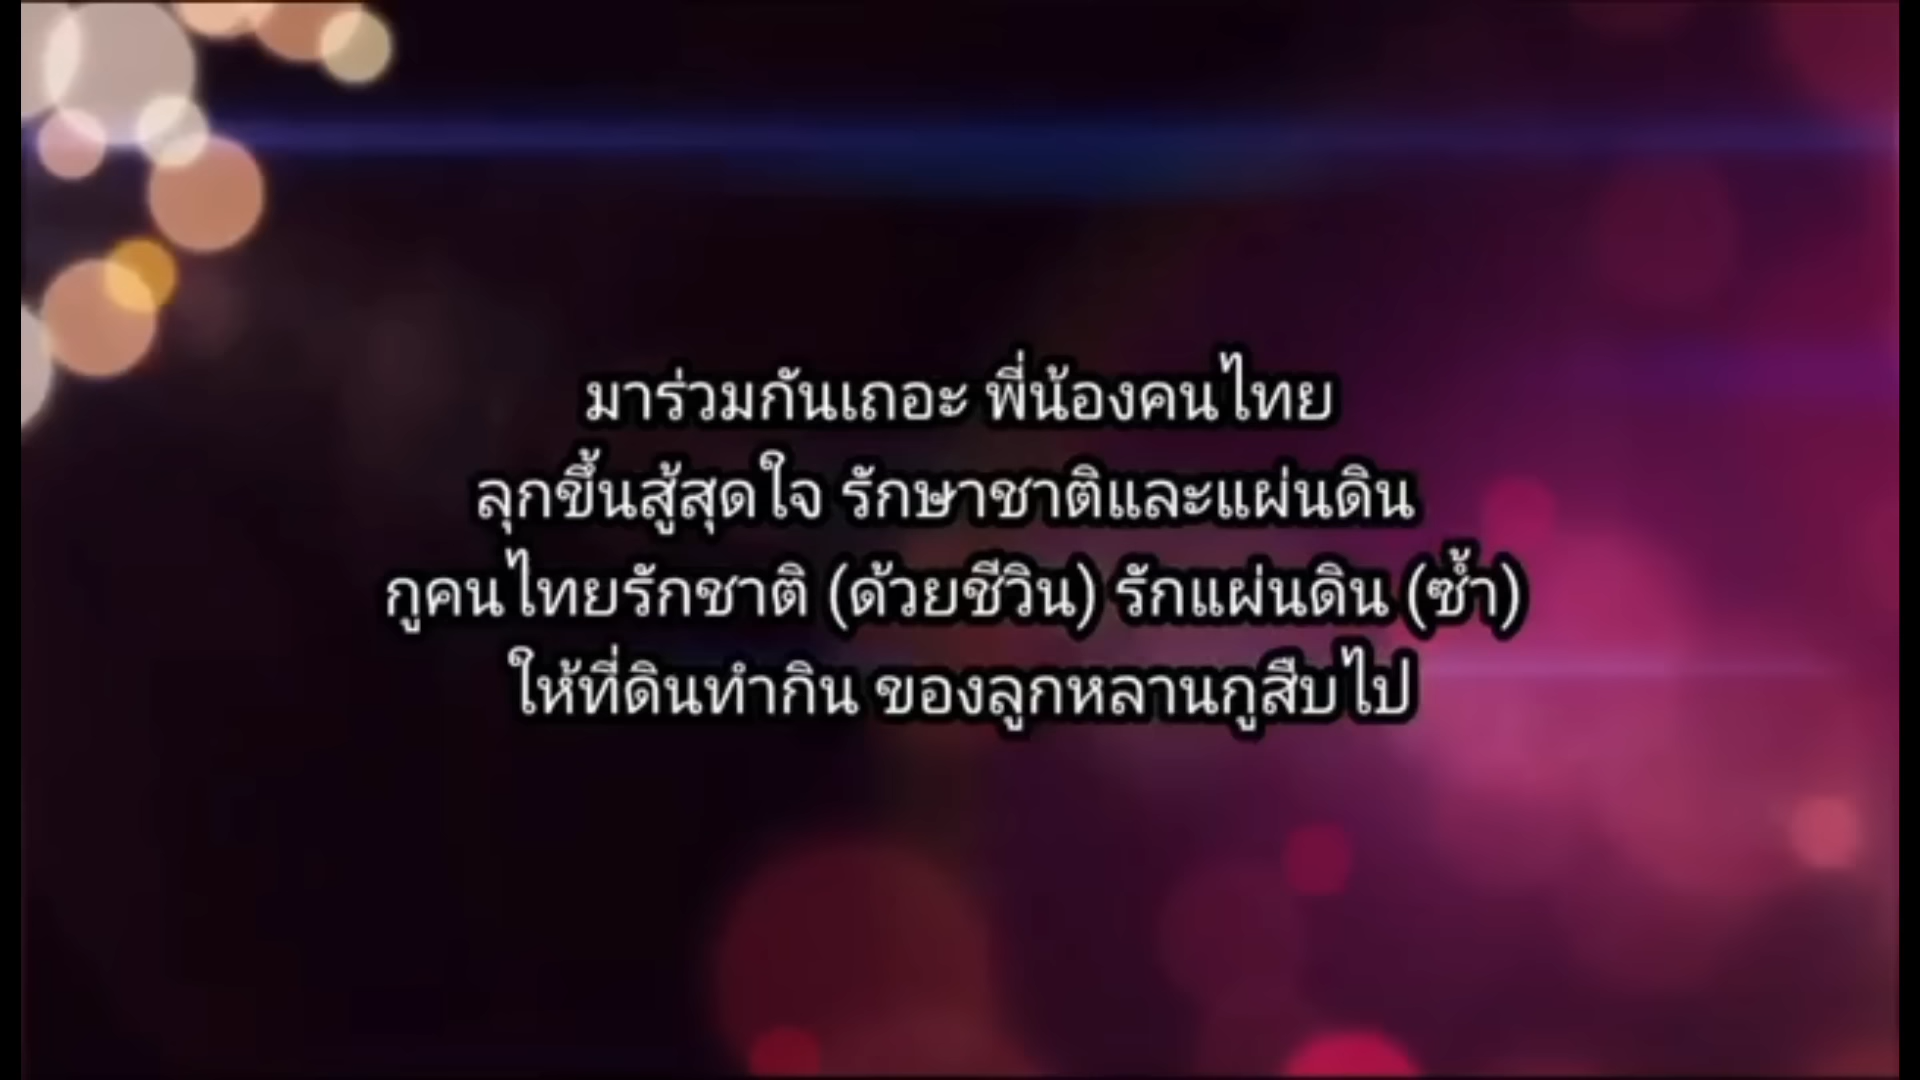 มาร่วมกันเถอะ พี่น้องคนไทย
ลุกขึ้นสู้สุดใจ รักษาชาติและแผ่นดิน
กูคนไทยรักชาติ (ด้วยชีวิน) รักแผ่นดิน (ซ้ำ)
ให้ที่ดินทำกิน ของลูกหลานกูสืบไป